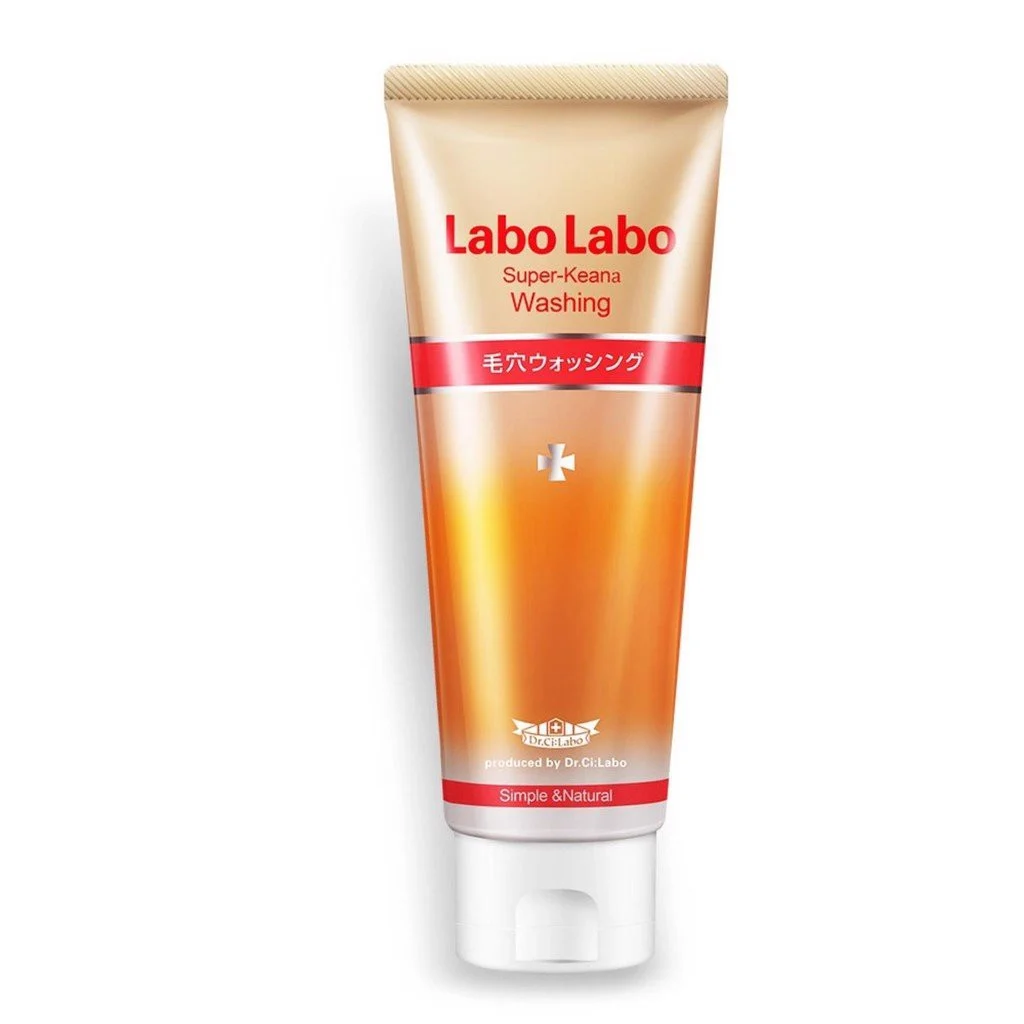 Labo Labo
Super-Keana
Washing
毛穴ウォッシング
Dr.Ci:Labo
produced by Dr.Ci:Labo
Simple &Natural